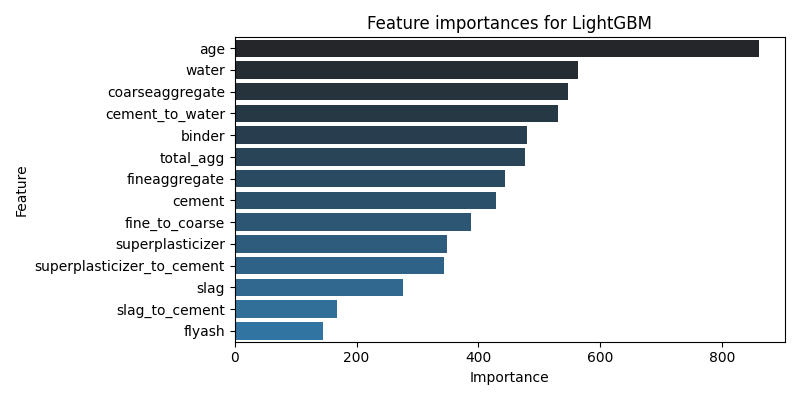 Feature importances for LightGBM
age
water
coarseaggregate
cement_to_water
binder
total_agg
fineaggregate
cement
fine_to_coarse
superplasticizer
superplasticizer_to_cement
slag
slag_to_cement
flyash
Feature
0 200 400 600 800
Importance